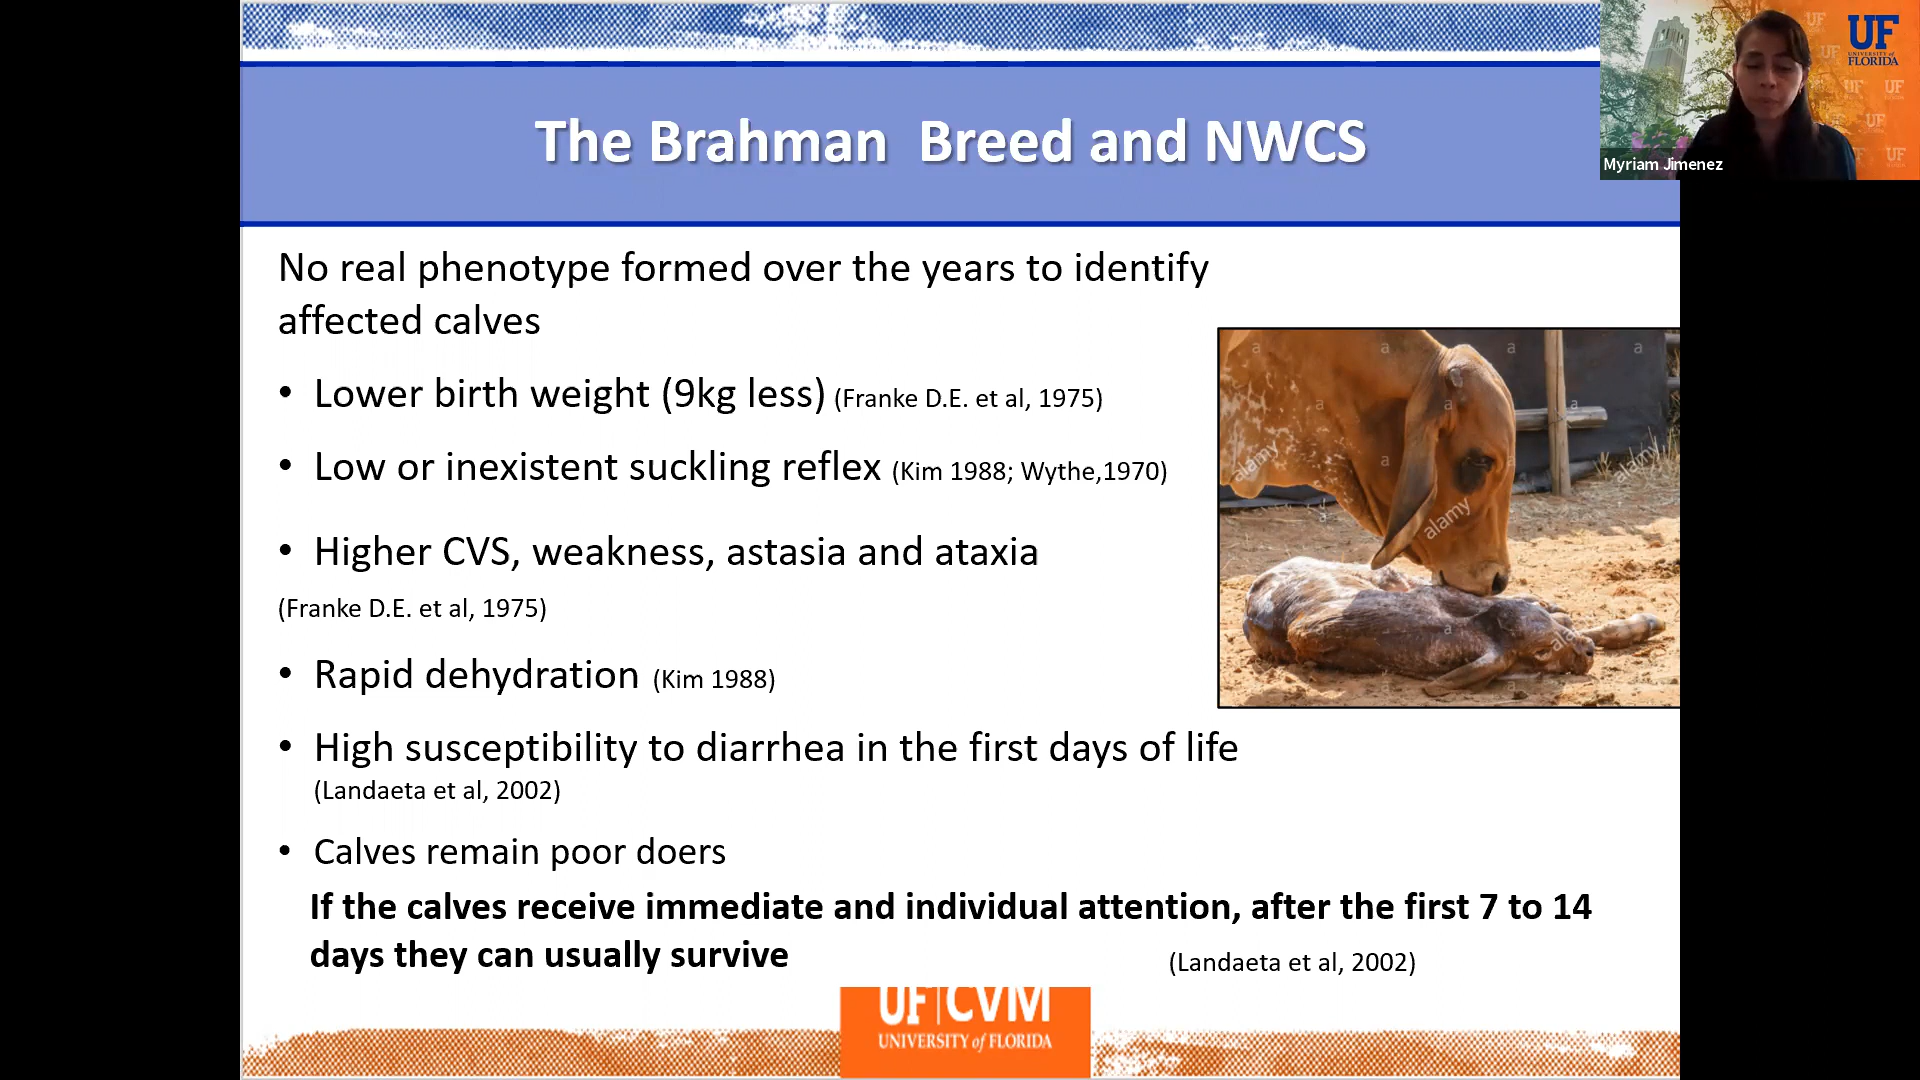 The Brahman  Breed and NWCS
UF
UNIVERSITY of
FLORIDA
Myriam Jimenez
No real phenotype formed over the years to identify
affected calves
• Lower birth weight (9kg less) (Franke D.E. et al, 1975)
• Low or inexistent suckling reflex (Kim 1988; Wythe,1970)
• Higher CVS, weakness, astasia and ataxia
(Franke D.E. et al, 1975)
• Rapid dehydration (Kim 1988)
• High susceptibility to diarrhea in the first days of life
(Landaeta et al, 2002)
• Calves remain poor doers
If the calves receive immediate and individual attention, after the first 7 to 14
days they can usually survive
(Landaeta et al, 2002)
alamy
alamy
alamy
UF|CVM
UNIVERSITY of FLORIDA